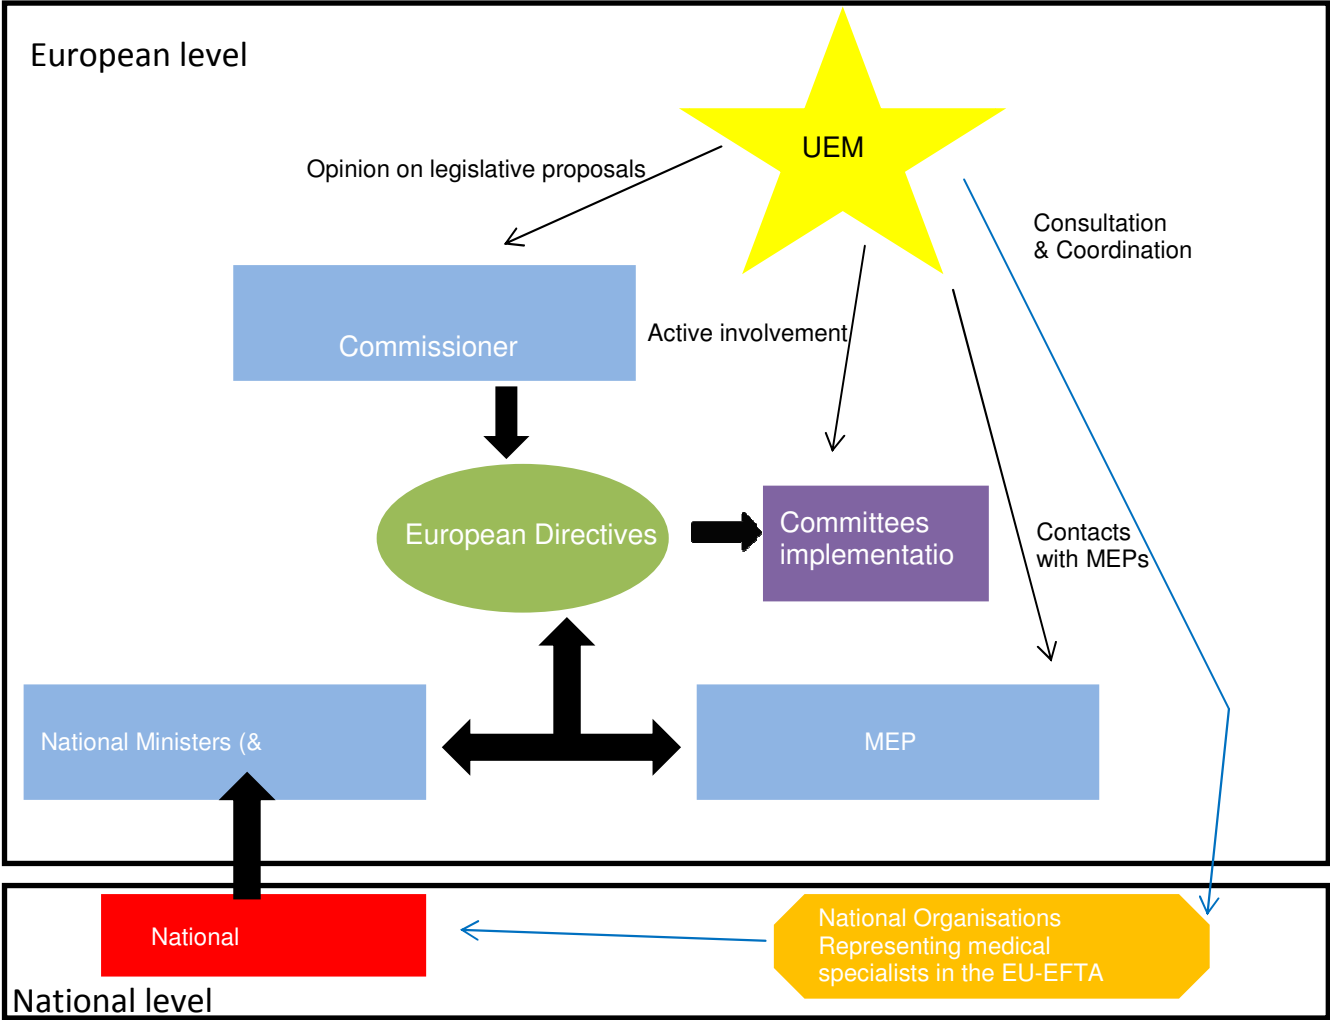 European level
UEM
Opinion on legislative proposals
Consultation
& Coordination
Commissioner
Active involvement
European Directives
Committees
implementatio
Contacts
with MEPs
National Ministers (&
MEP
National
National Organisations
Representing medical
specialists in the EU-EFTA
National level